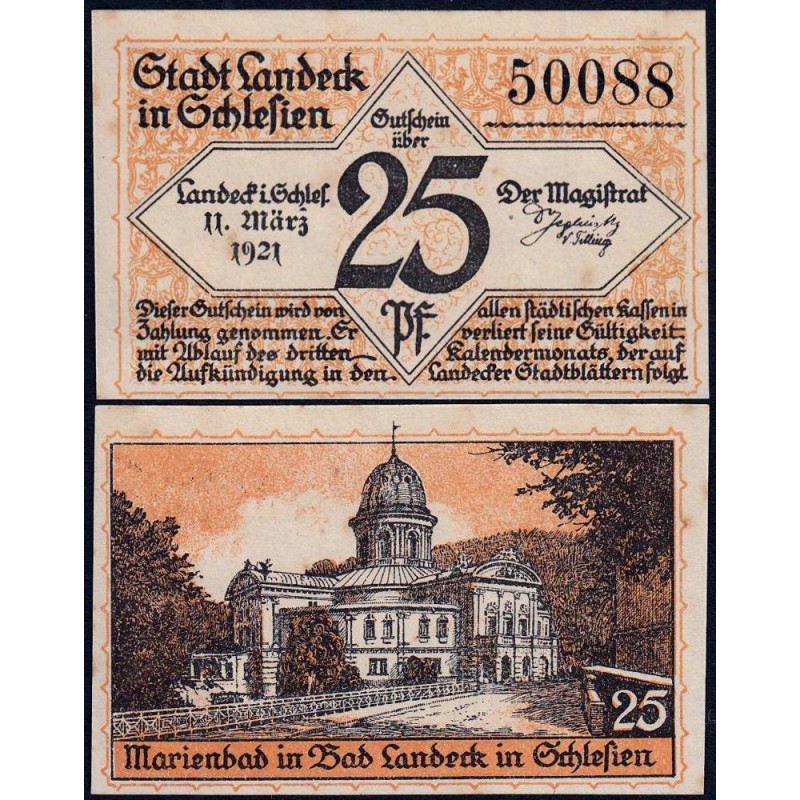 Stadt Landeck
in Schlesien
50088
Gutschein
über
25
Pf.
Landeck i. Schles.
11. März
1921
Der Magistrat
Dieser Gutschein wird von allen städtischen Kassen in
Zahlung genommen. Er verliert seine Gültigkeit
mit Ablauf des dritten Kalendermonats, der auf
die Aufkündigung in den Landecker Stadtblättern folgt.
25
Marienbad in Bad Landeck in Schlesien